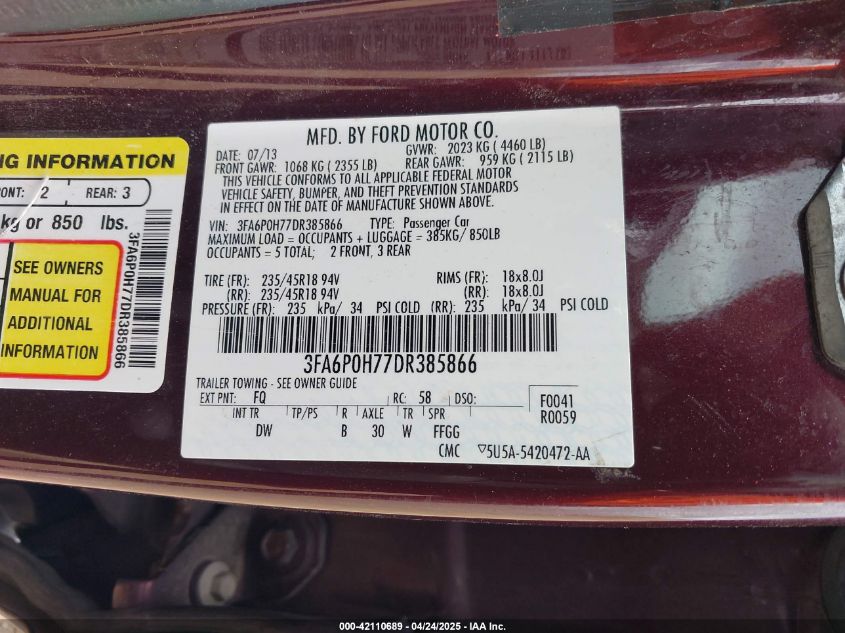 NG INFORMATION
ONT: 2 REAR: 3
kg or 850 lbs.
SEE OWNERS
MANUAL FOR
ADDITIONAL
INFORMATION
3FA6P0H77DR385866
MFD. BY FORD MOTOR CO.
DATE: 07/13 GVWR: 2023 KG ( 4460 LB)
FRONT GAWR: 1068 KG ( 2355 LB) REAR GAWR: 959 KG ( 2115 LB)
THIS VEHICLE CONFORMS TO ALL APPLICABLE FEDERAL MOTOR
VEHICLE SAFETY, BUMPER, AND THEFT PREVENTION STANDARDS
IN EFFECT ON THE DATE OF MANUFACTURE SHOWN ABOVE.
VIN: 3FA6P0H77DR385866 TYPE: Passenger Car
MAXIMUM LOAD = OCCUPANTS + LUGGAGE = 385KG/ 850LB
OCCUPANTS = 5 TOTAL; 2 FRONT, 3 REAR
TIRE (FR): 235/45R18 94V RIMS (FR): 18x8.0J
(RR): 235/45R18 94V (RR): 18x8.0J
PRESSURE (FR): 235 kPa/ 34 PSI COLD (RR): 235 kPa/ 34 PSI COLD
3FA6P0H77DR385866
TRAILER TOWING - SEE OWNER GUIDE
EXT PNT: FQ RC: 58 DSO: F0041
R0059
INT TR TP/PS R AXLE TR SPR
DW B 30 W FFGG
CMC ▽5U5A-5420472-AA
000-42110689 - 04/24/2025 - IAA Inc.